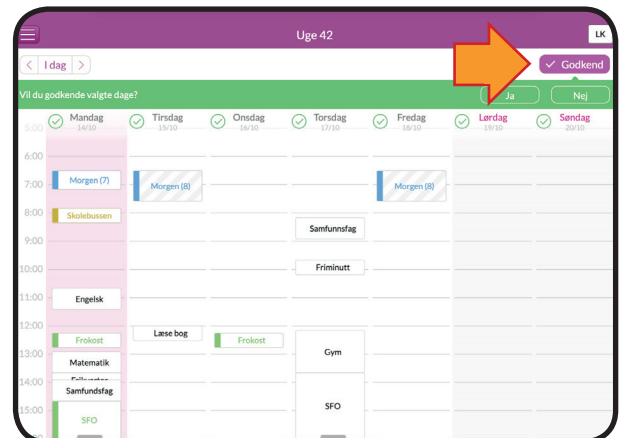 Uge 42
LK
I dag
Godkend
Vil du godkende valgte dage?
Ja
Nej
Mandag
14/10
Tirsdag
15/10
Onsdag
16/10
Torsdag
17/10
Fredag
18/10
Lørdag
19/10
Søndag
20/10
5:00
6:00
7:00
Morgen (7)
Morgen (8)
Morgen (8)
8:00
Skolebussen
Samfunnsfag
9:00
10:00
Friminutt
11:00
Engelsk
12:00
Læse bog
Frokost
Frokost
13:00
Gym
Matematik
14:00
Samfundsfag
15:00
SFO
SFO